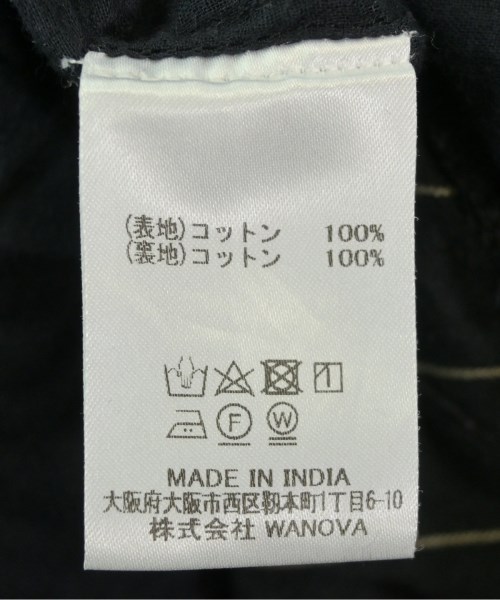 (表地)コットン 100%
(裏地)コットン 100%
F W
MADE IN INDIA
大阪府大阪市西区靭本町1丁目6-10
株式会社 WANOVA